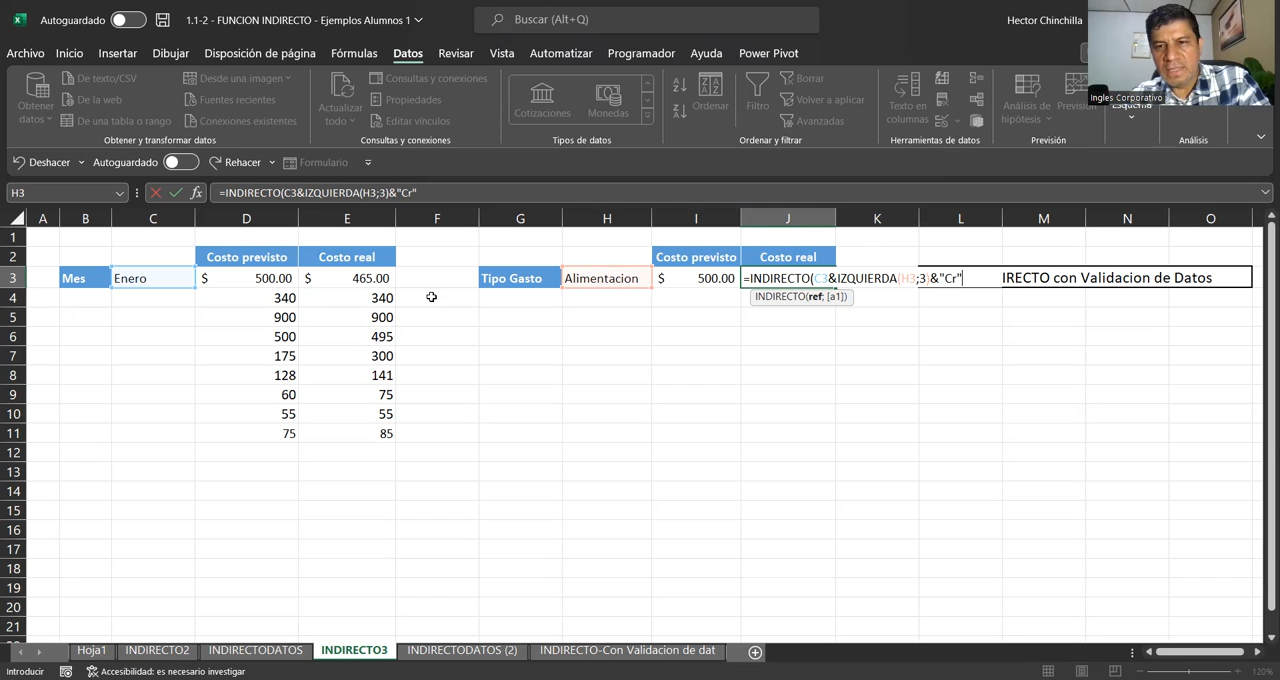 Autoguardado
1.1-2 - FUNCION INDIRECTO - Ejemplos Alumnos 1
Buscar (Alt+Q)
Hector Chinchilla
Archivo Inicio Insertar Dibujar Disposición de página Fórmulas Datos Revisar Vista Automatizar Programador Ayuda Power Pivot
Ingles Corporativo
Obtener datos
De texto/CSV
De la web
De una tabla o rango
Desde una imagen
Fuentes recientes
Conexiones existentes
Obtener y transformar datos
Actualizar todo
Consultas y conexiones
Propiedades
Editar vínculos
Consultas y conexiones
Cotizaciones
Monedas
Tipos de datos
Ordenar
Filtro
Borrar
Volver a aplicar
Avanzadas
Ordenar y filtrar
Texto en columnas
Herramientas de datos
Análisis de hipótesis
Previsión
Análisis
Deshacer Autoguardado Rehacer Formulario
H3 fx =INDIRECTO(C3&IZQUIERDA(H3;3)&"Cr"
A B C D E F G H I J K L M N O
1
2 Costo previsto Costo real Costo previsto Costo real
3 Mes Enero $ 500.00 $ 465.00 Tipo Gasto Alimentacion $ 500.00 =INDIRECTO(C3&IZQUIERDA(H3;3)&"Cr" IRECTO con Validacion de Datos
INDIRECTO(ref; [a1])
4 340 340
5 900 900
6 500 495
7 175 300
8 128 141
9 60 75
10 55 55
11 75 85
12
13
14
15
16
17
18
19
20
21
Hoja1 INDIRECTO2 INDIRECTODATOS INDIRECTO3 INDIRECTODATOS (2) INDIRECTO-Con Validacion de dat
Introducir Accesibilidad: es necesario investigar 120%